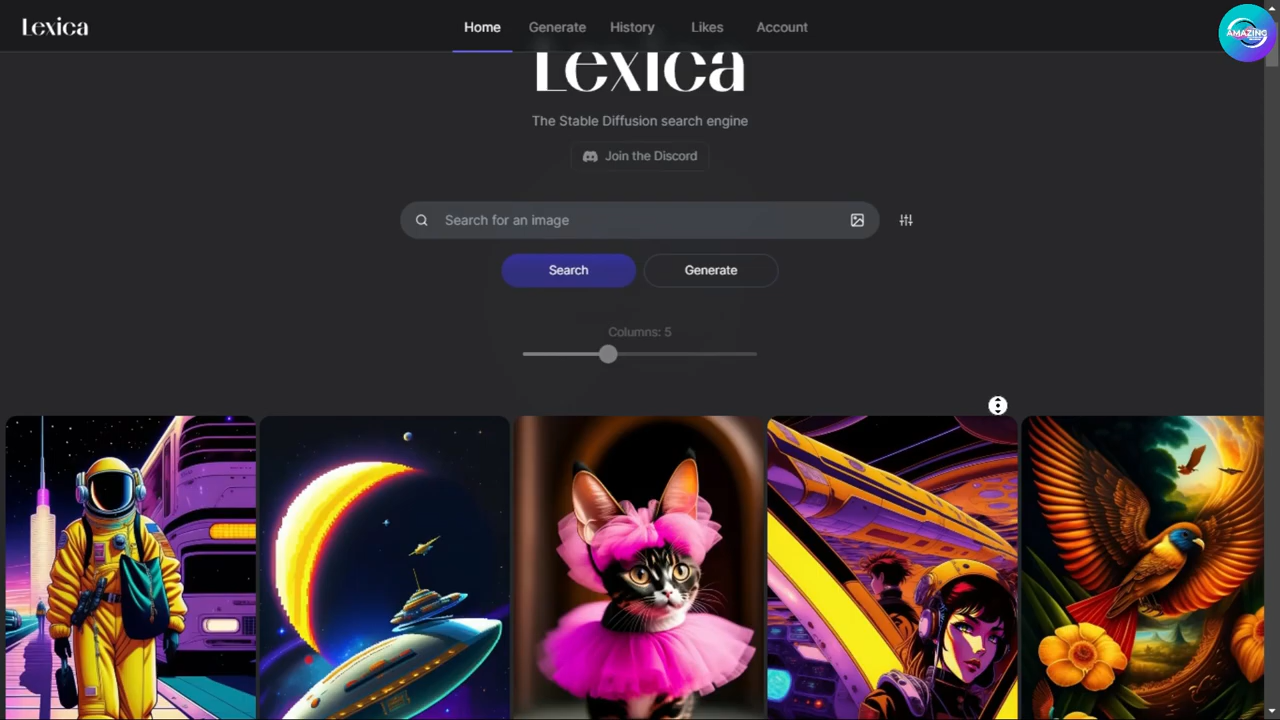 Lexica
Home
Generate
History
Likes
Account
AMAZING
Lexica
The Stable Diffusion search engine
Join the Discord
Search for an image
Search
Generate
Columns: 5